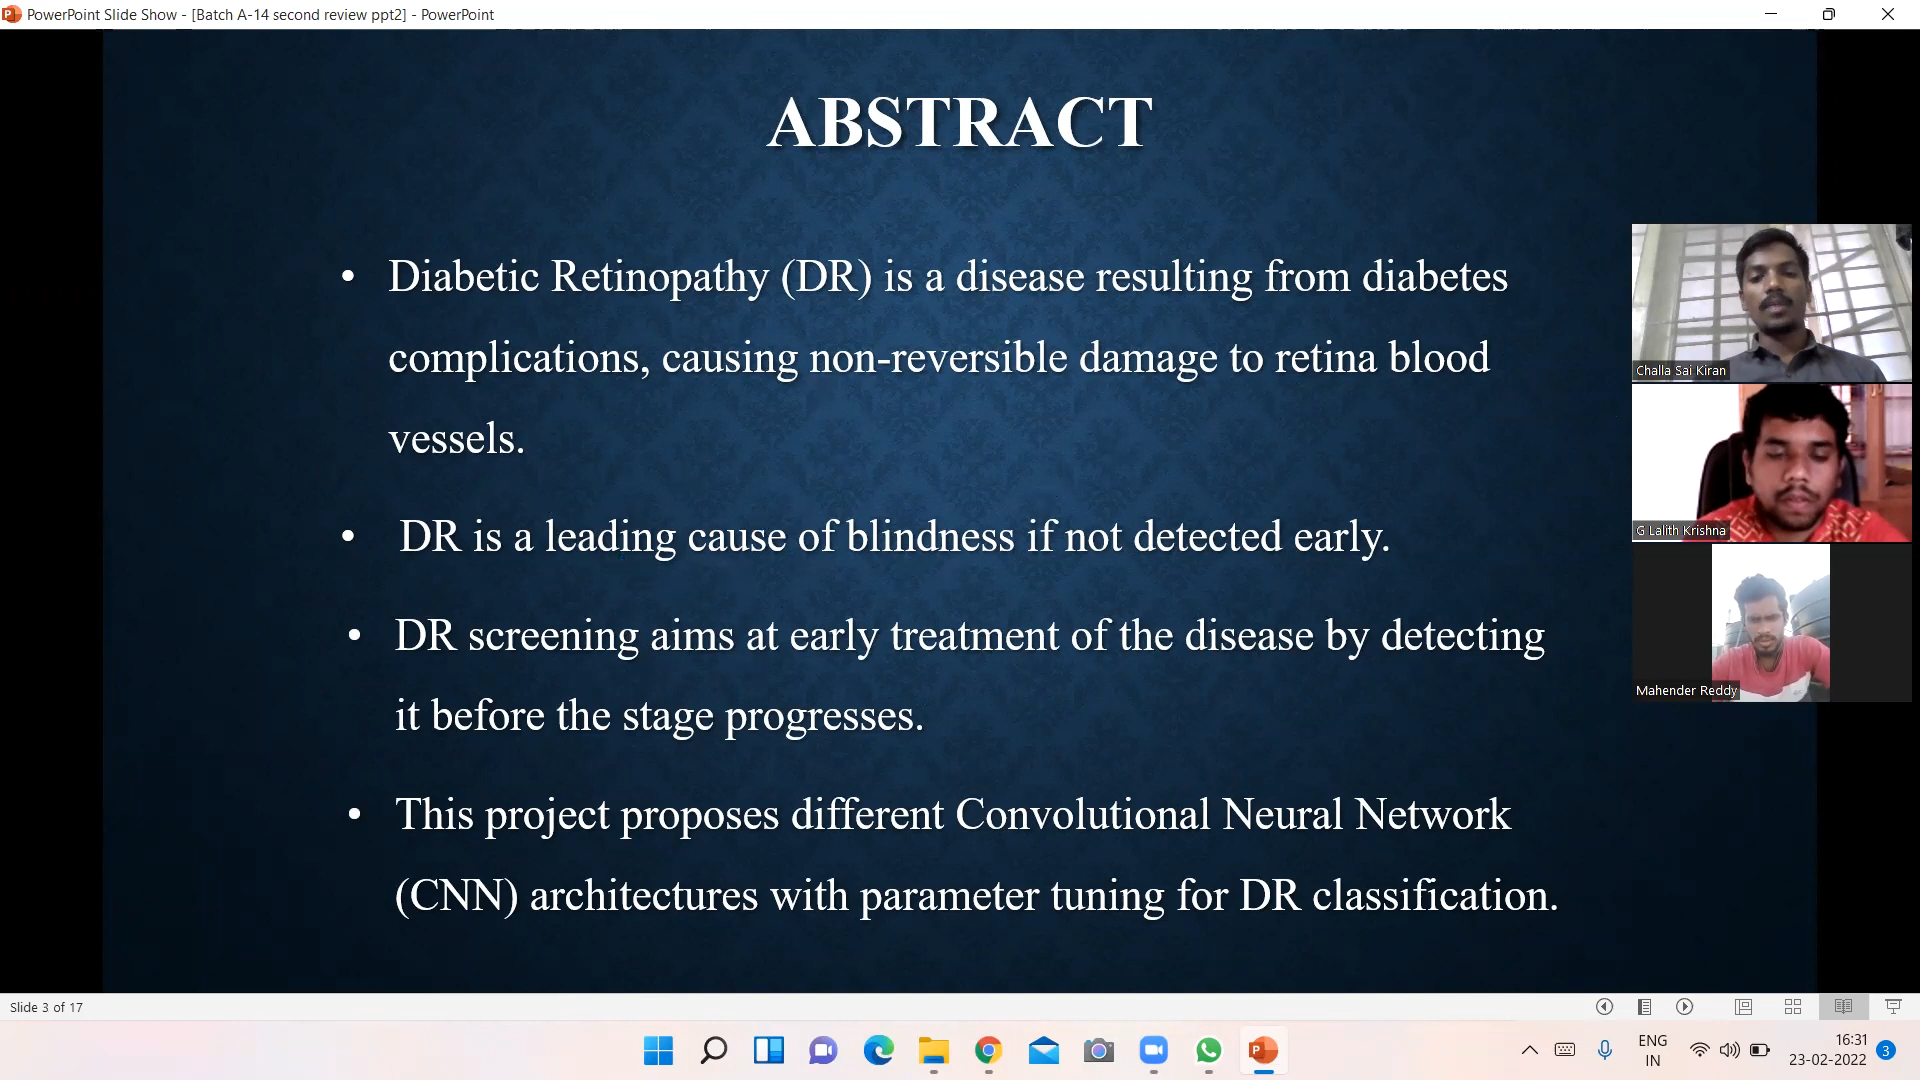 PowerPoint Slide Show - [Batch A-14 second review ppt2] - PowerPoint
ABSTRACT
• Diabetic Retinopathy (DR) is a disease resulting from diabetes
complications, causing non-reversible damage to retina blood
vessels.
• DR is a leading cause of blindness if not detected early.
• DR screening aims at early treatment of the disease by detecting
it before the stage progresses.
• This project proposes different Convolutional Neural Network
(CNN) architectures with parameter tuning for DR classification.
Challa Sai Kiran
G Lalith Krishna
Mahender Reddy
Slide 3 of 17
ENG
IN
16:31
23-02-2022
3